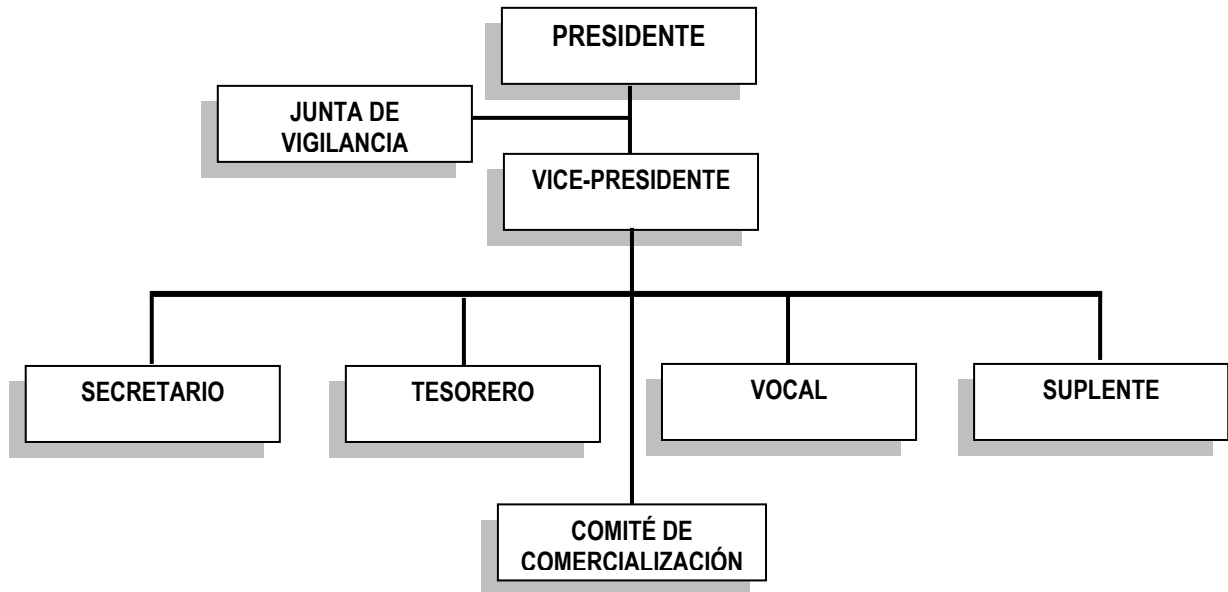 PRESIDENTE
JUNTA DE
VIGILANCIA
VICE-PRESIDENTE
SECRETARIO
TESORERO
VOCAL
SUPLENTE
COMITÉ DE
COMERCIALIZACIÓN